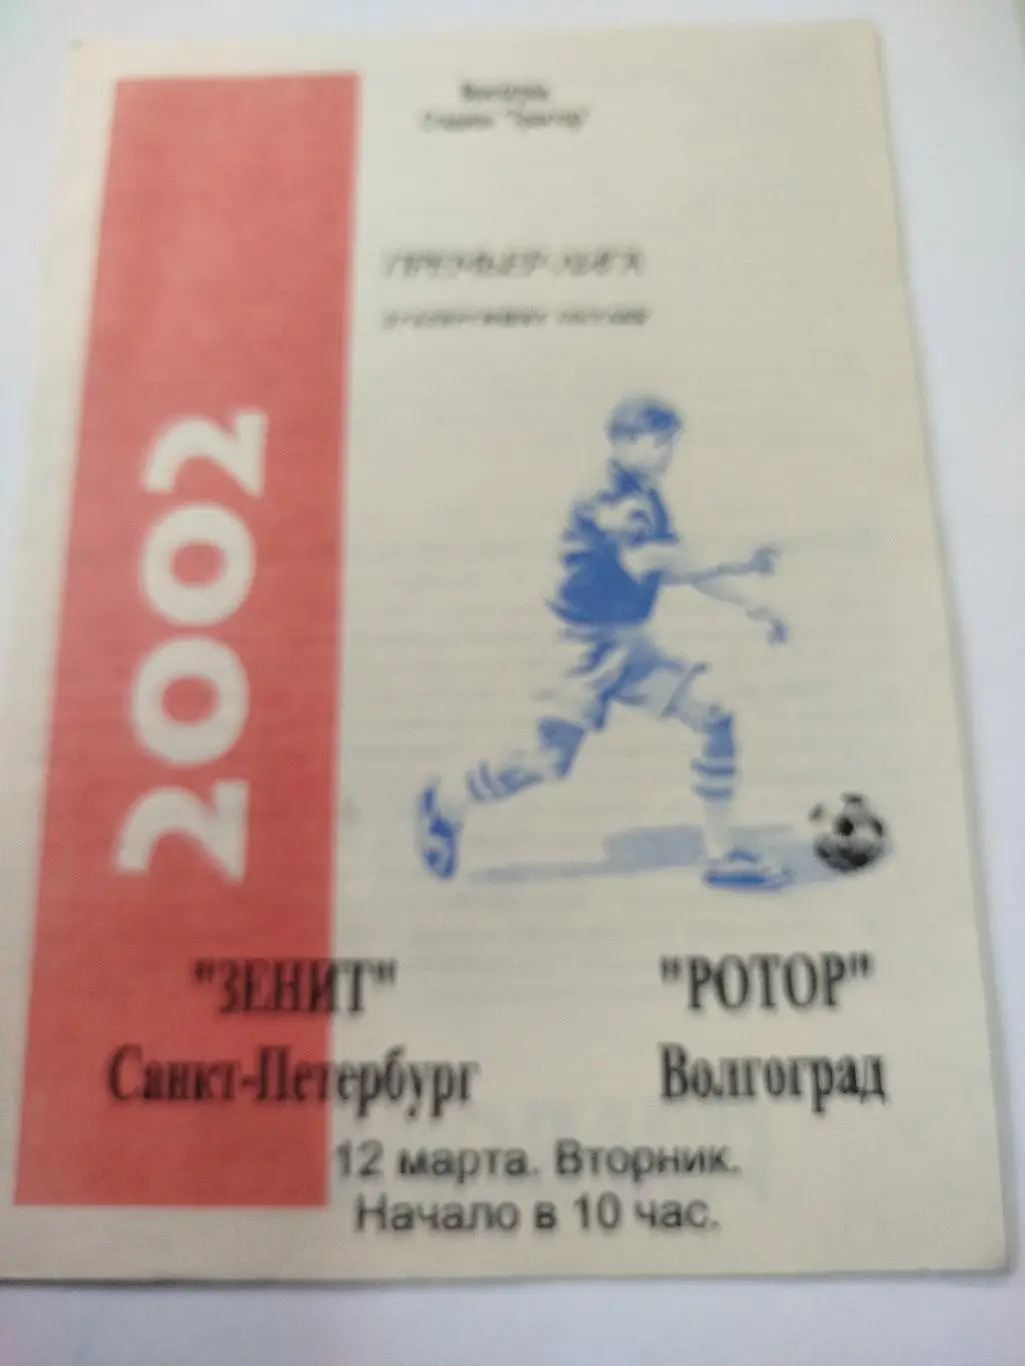 ПРЕМЬЕР-ЛИГА
2002
"ЗЕНИТ" "РОТОР"
Санкт-Петербург Волгоград
12 марта. Вторник.
Начало в 10 час.